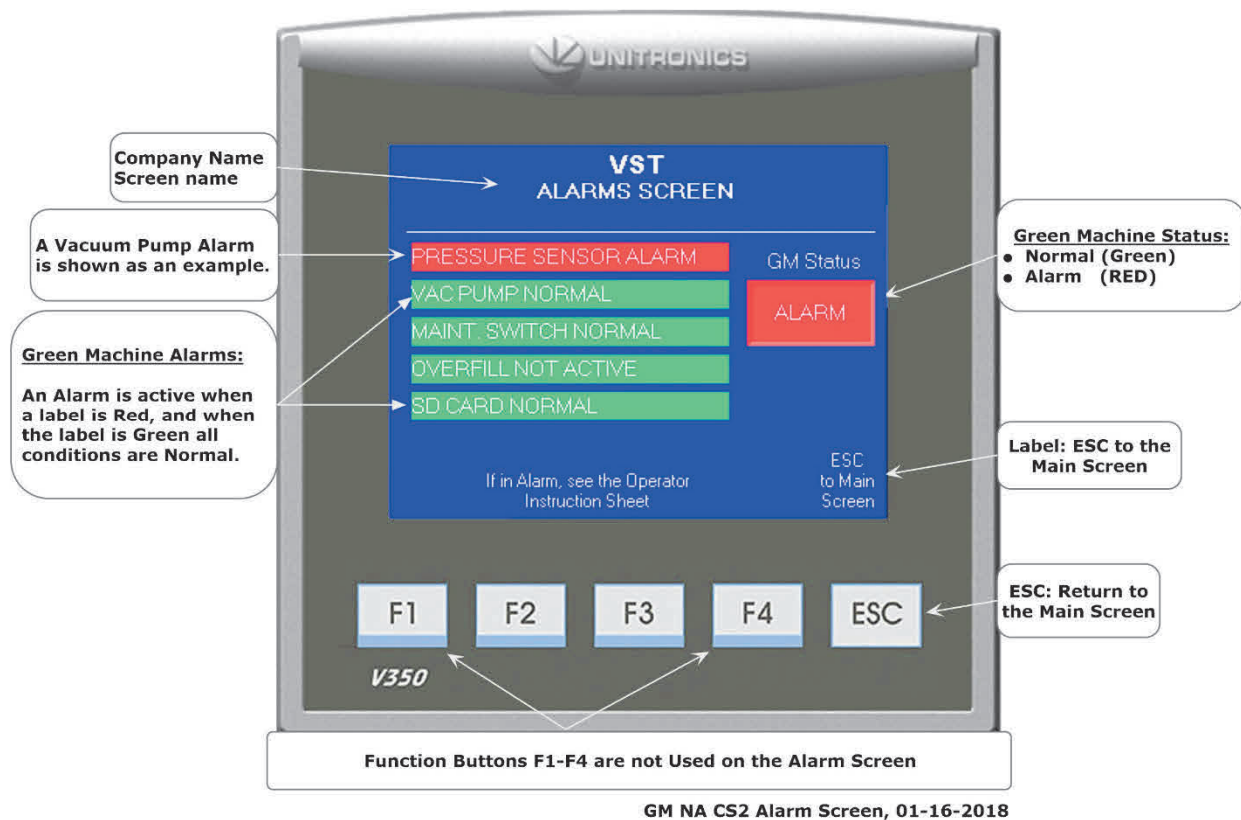 UNITRONICS
Company Name
Screen name
VST
ALARMS SCREEN
A Vacuum Pump Alarm
is shown as an example.
PRESSURE SENSOR ALARM
GM Status
Green Machine Status:
• Normal (Green)
• Alarm (RED)
VAC PUMP NORMAL
ALARM
MAINT. SWITCH NORMAL
Green Machine Alarms:
An Alarm is active when
a label is Red, and when
the label is Green all
conditions are Normal.
OVERFILL NOT ACTIVE
SD CARD NORMAL
If in Alarm, see the Operator
Instruction Sheet
ESC
to Main
Screen
Label: ESC to the
Main Screen
F1 F2 F3 F4 ESC
ESC: Return to
the Main Screen
V350
Function Buttons F1-F4 are not Used on the Alarm Screen
GM NA CS2 Alarm Screen, 01-16-2018